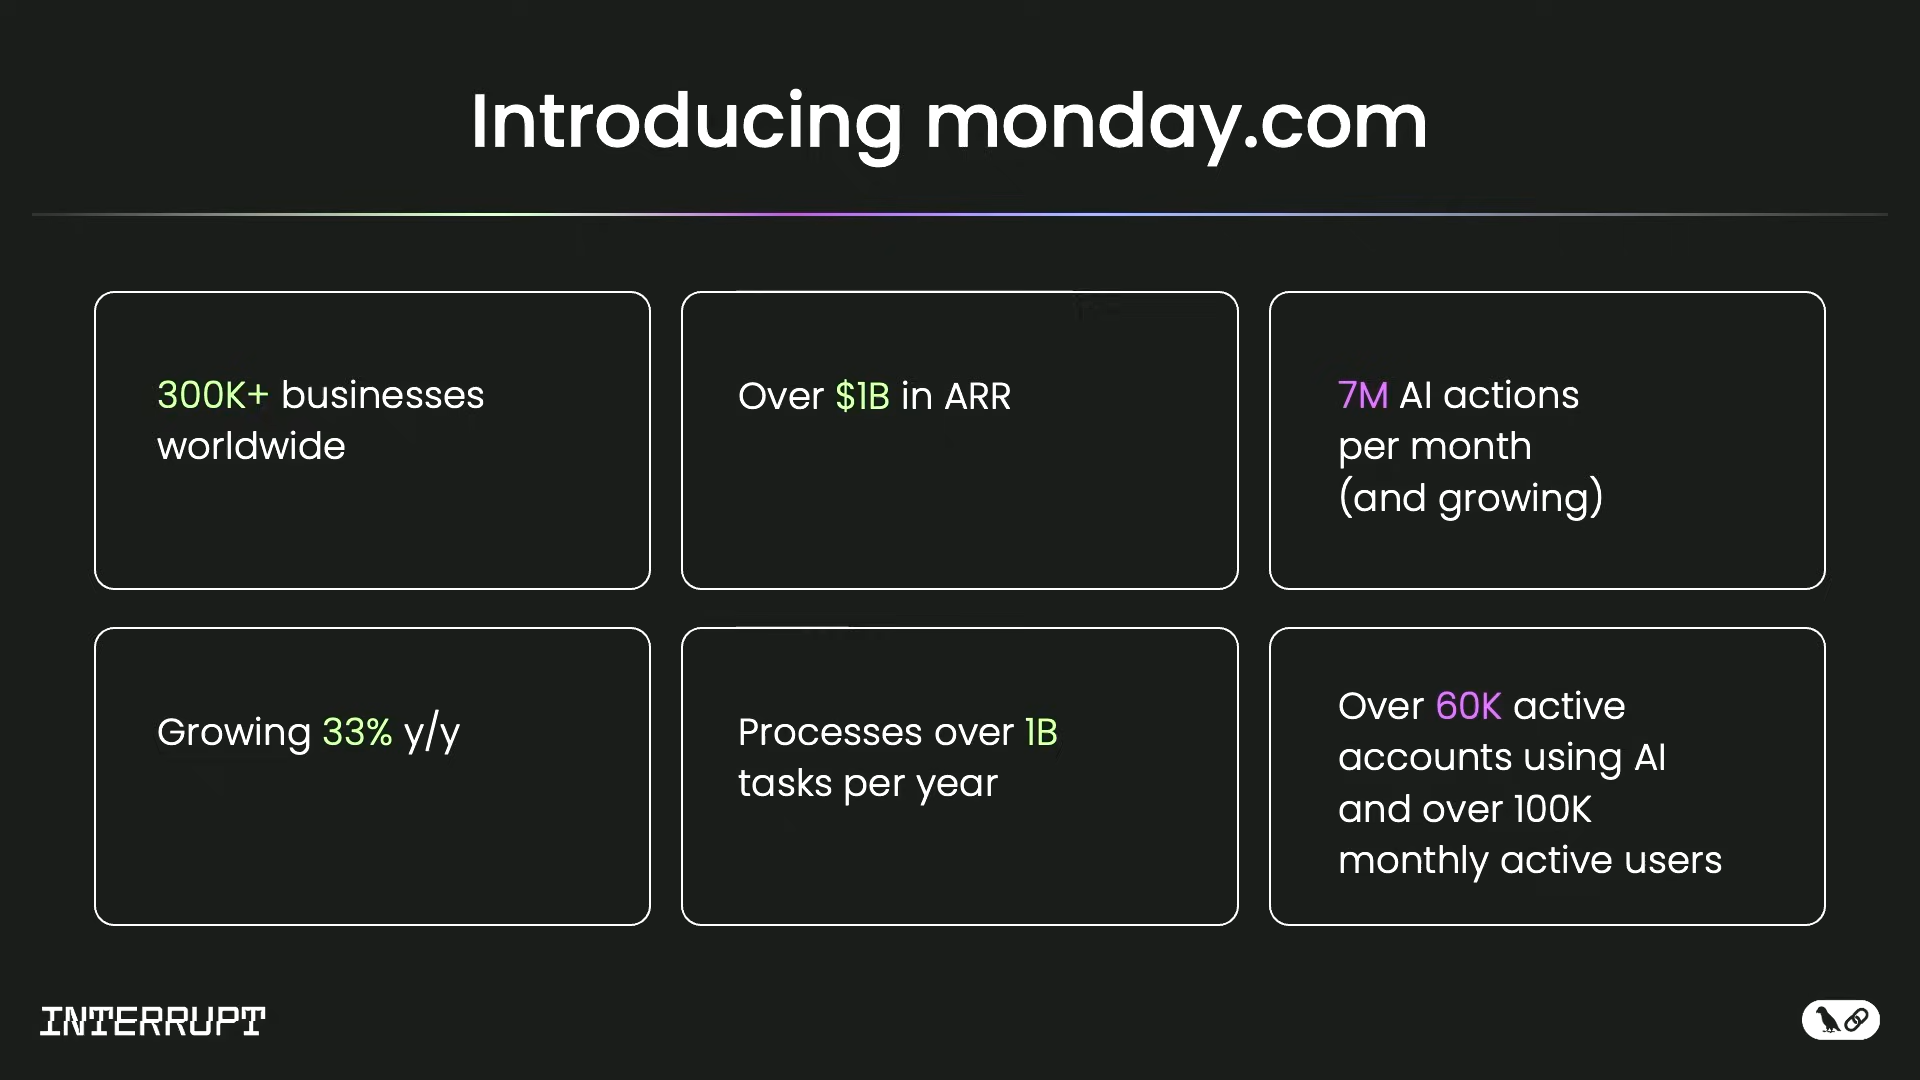 Introducing monday.com
300K+ businesses
worldwide
Over $1B in ARR
7M AI actions
per month
(and growing)
Growing 33% y/y
Processes over 1B
tasks per year
Over 60K active
accounts using AI
and over 100K
monthly active users
INTERRUPT